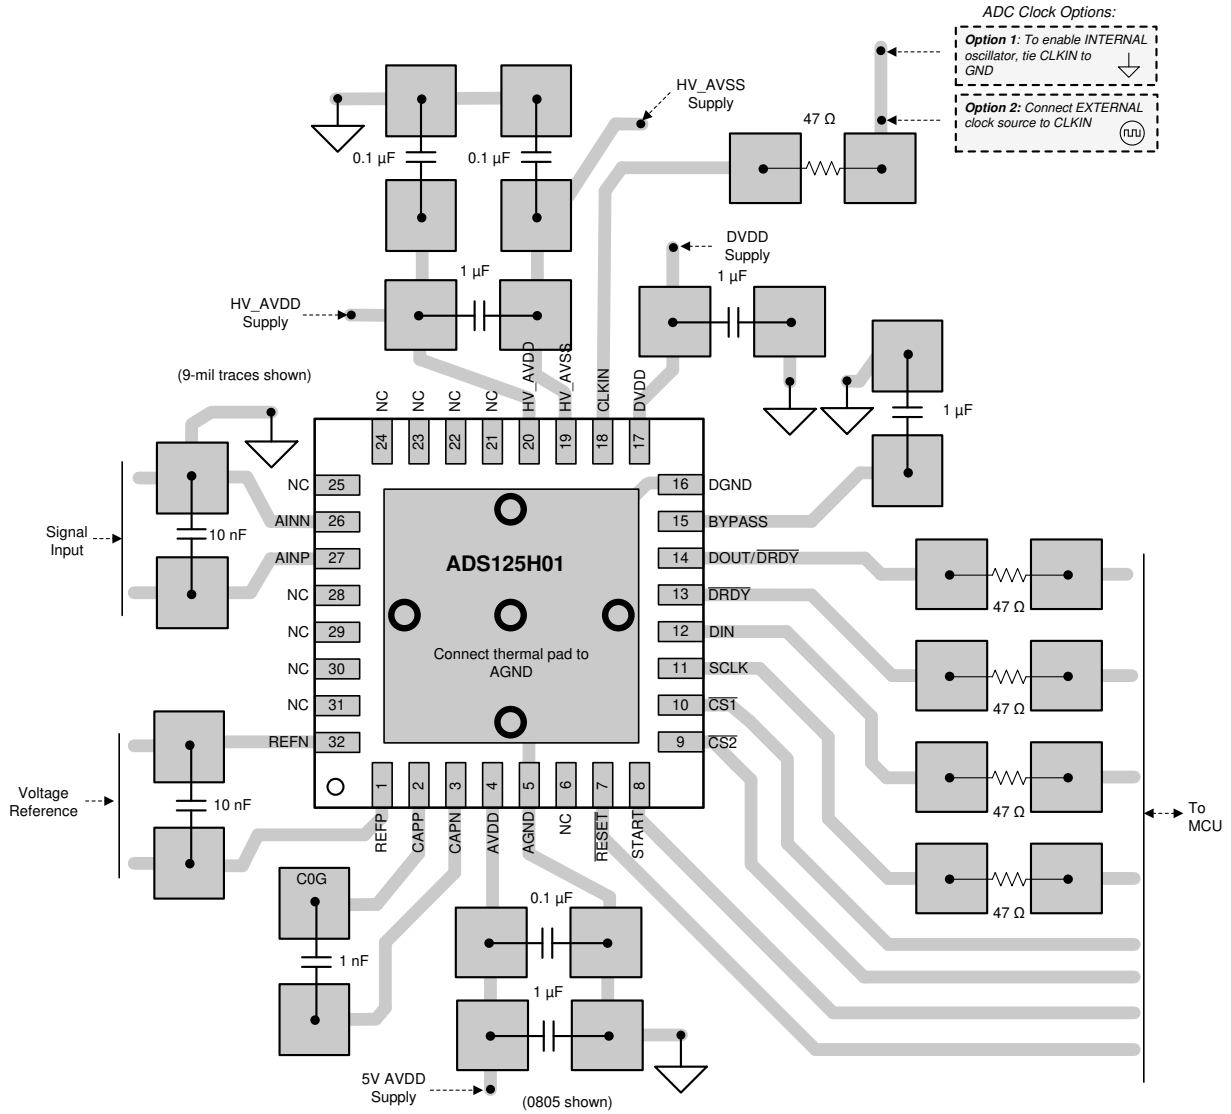 ADC Clock Options:
Option 1: To enable INTERNAL
oscillator, tie CLKIN to
GND
Option 2: Connect EXTERNAL
clock source to CLKIN
HV_AVSS
Supply
47 Ω
0.1 µF
0.1 µF
DVDD
Supply
1 µF
1 µF
HV_AVDD
Supply
(9-mil traces shown)
1 µF
NC
NC
NC
NC
HV_AVDD
HV_AVSS
CLKIN
DVDD
24
23
22
21
20
19
18
17
NC 25
AINN 26
AINP 27
NC 28
NC 29
NC 30
NC 31
REFN 32
16 DGND
15 BYPASS
14 DOUT/DRDY
13 DRDY
12 DIN
11 SCLK
10 CS1
9 CS2
Signal
Input
10 nF
ADS125H01
Connect thermal pad to
AGND
47 Ω
47 Ω
47 Ω
47 Ω
To
MCU
Voltage
Reference
10 nF
1
2
3
4
5
6
7
8
REFP
CAPP
CAPN
AVDD
AGND
NC
RESET
START
C0G
1 nF
0.1 µF
1 µF
5V AVDD
Supply
(0805 shown)